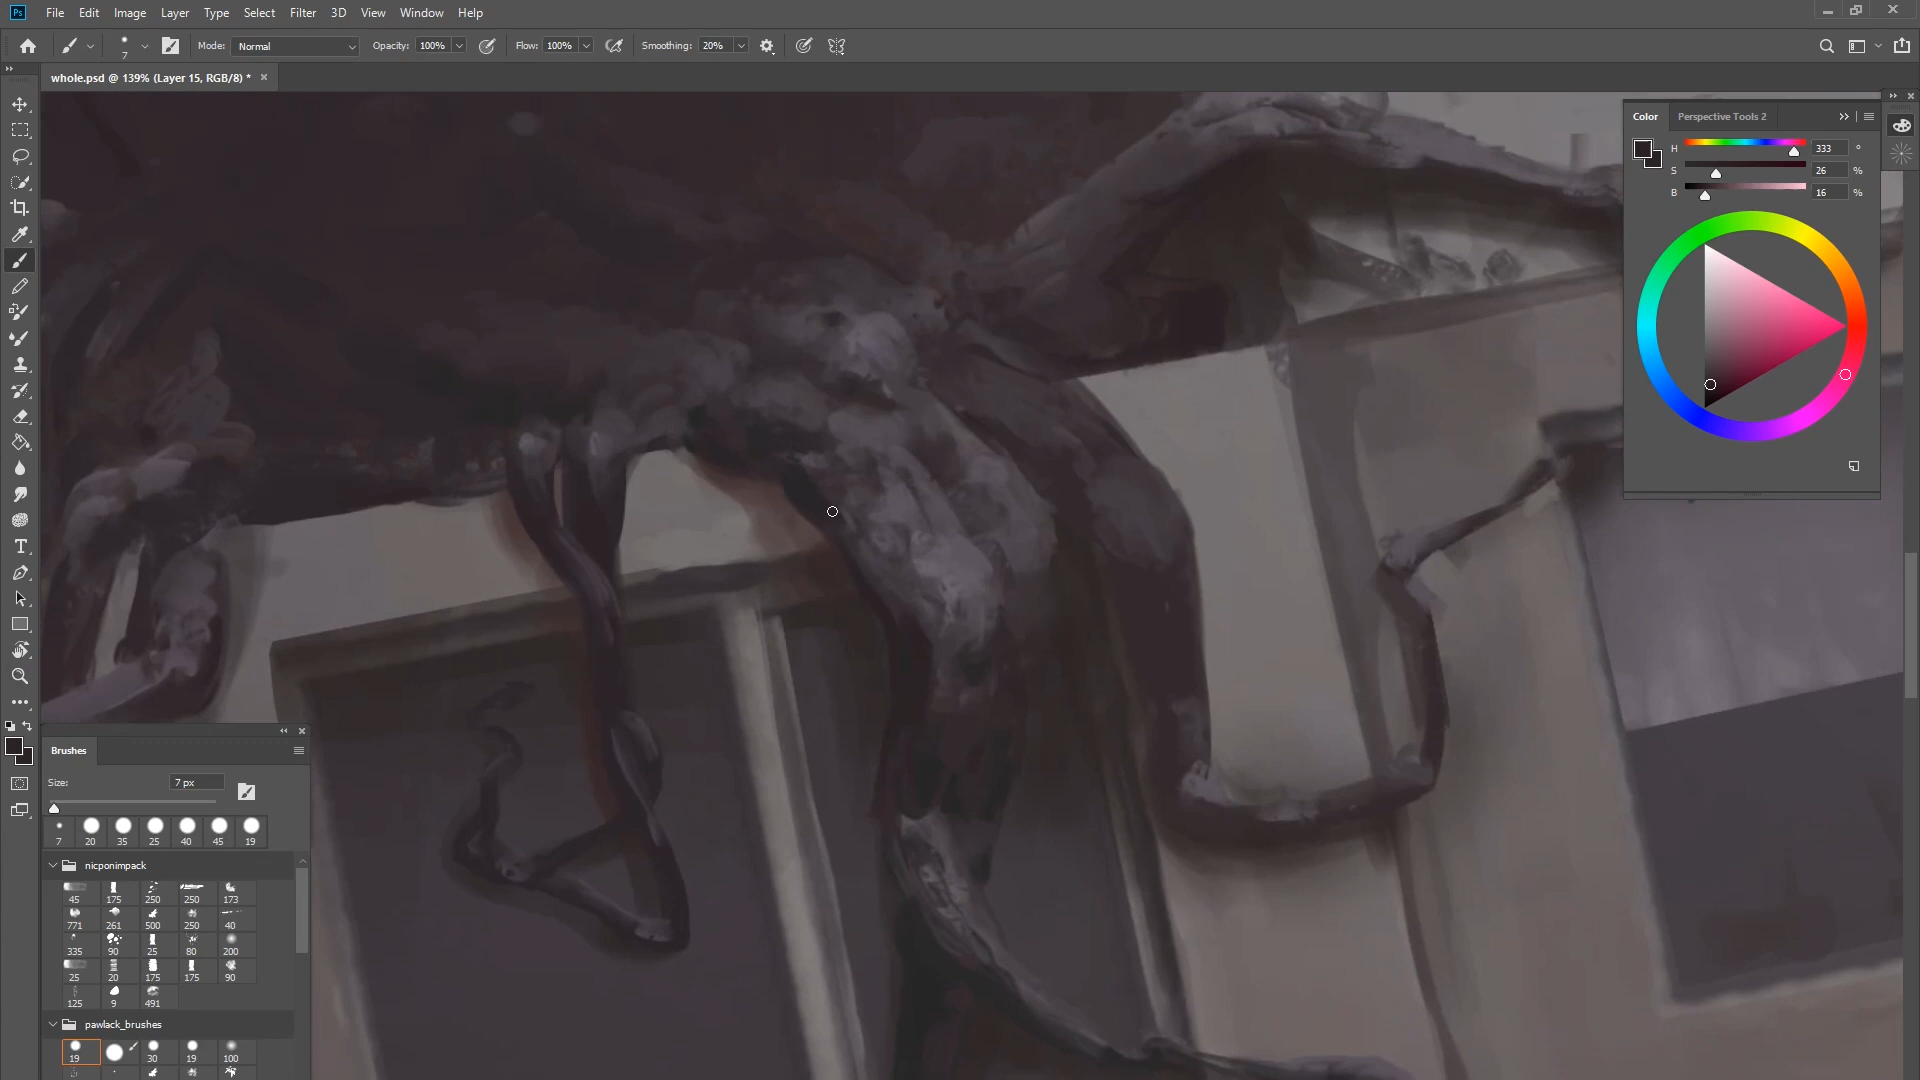 Ps File Edit Image Layer Type Select Filter 3D View Window Help
7 Mode: Normal Opacity: 100% Flow: 100% Smoothing: 20%
whole.psd @ 139% (Layer 15, RGB/8) * ×
Color Perspective Tools 2
H 333 °
S 26 %
B 16 %
Brushes
Size: 7 px
7 20 35 25 40 45 19
nicponimpack
45 175 250 250 173
771 261 500 250 40
335 90 25 80 200
25 20 175 175 90
125 9 491
pawlack_brushes
19 30 19 100